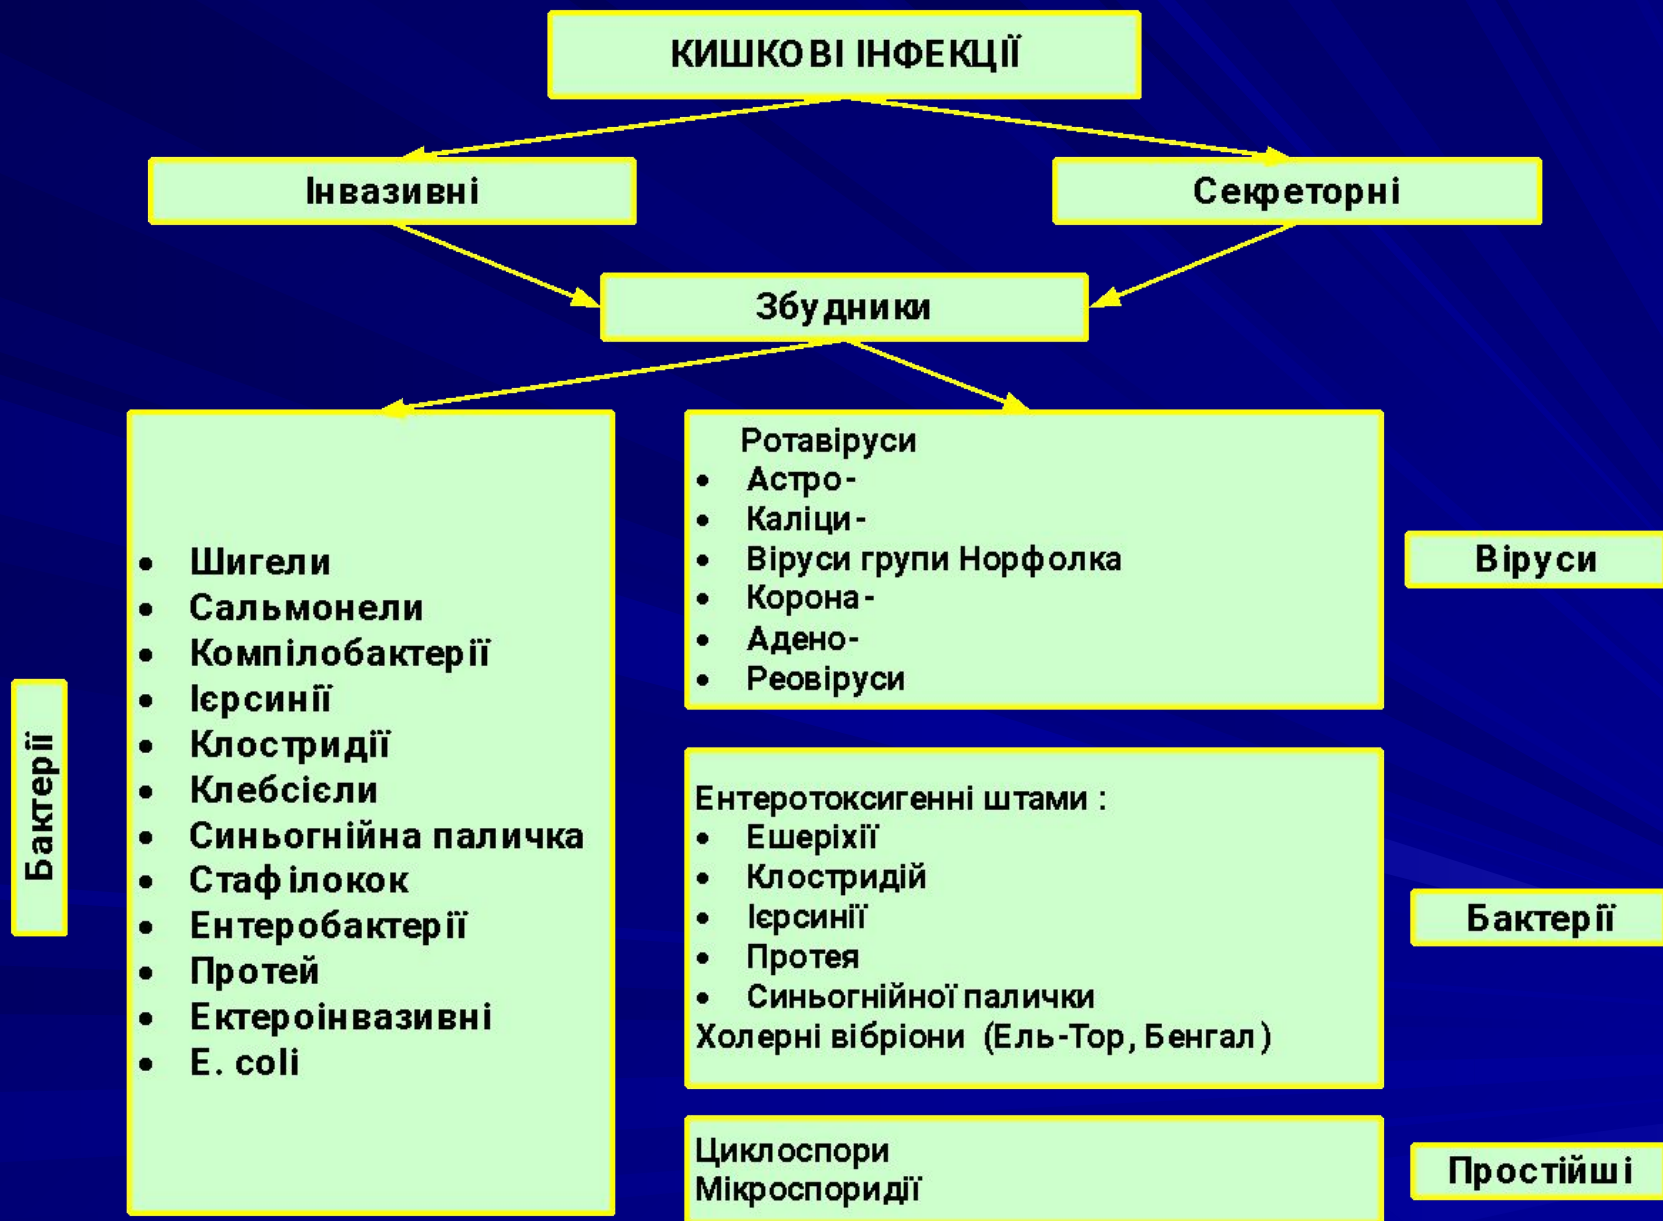 КИШКОВІ ІНФЕКЦІЇ
Інвазивні
Секреторні
Збудники
Бактерії
• Шигели
• Сальмонели
• Компілобактерії
• Ієрсинії
• Клостридії
• Клебсієли
• Синьогнійна паличка
• Стафілокок
• Ентеробактерії
• Протей
• Ектероінвазивні
• E. coli
Ротавіруси
• Астро-
• Каліци-
• Віруси групи Норфолка
• Корона-
• Адено-
• Реовіруси
Віруси
Ентеротоксигенні штами :
• Ешеріхії
• Клостридій
• Ієрсинії
• Протея
• Синьогнійної палички
Холерні вібріони (Ель-Тор, Бенгал)
Бактерії
Циклоспори
Мікроспоридії
Простійші